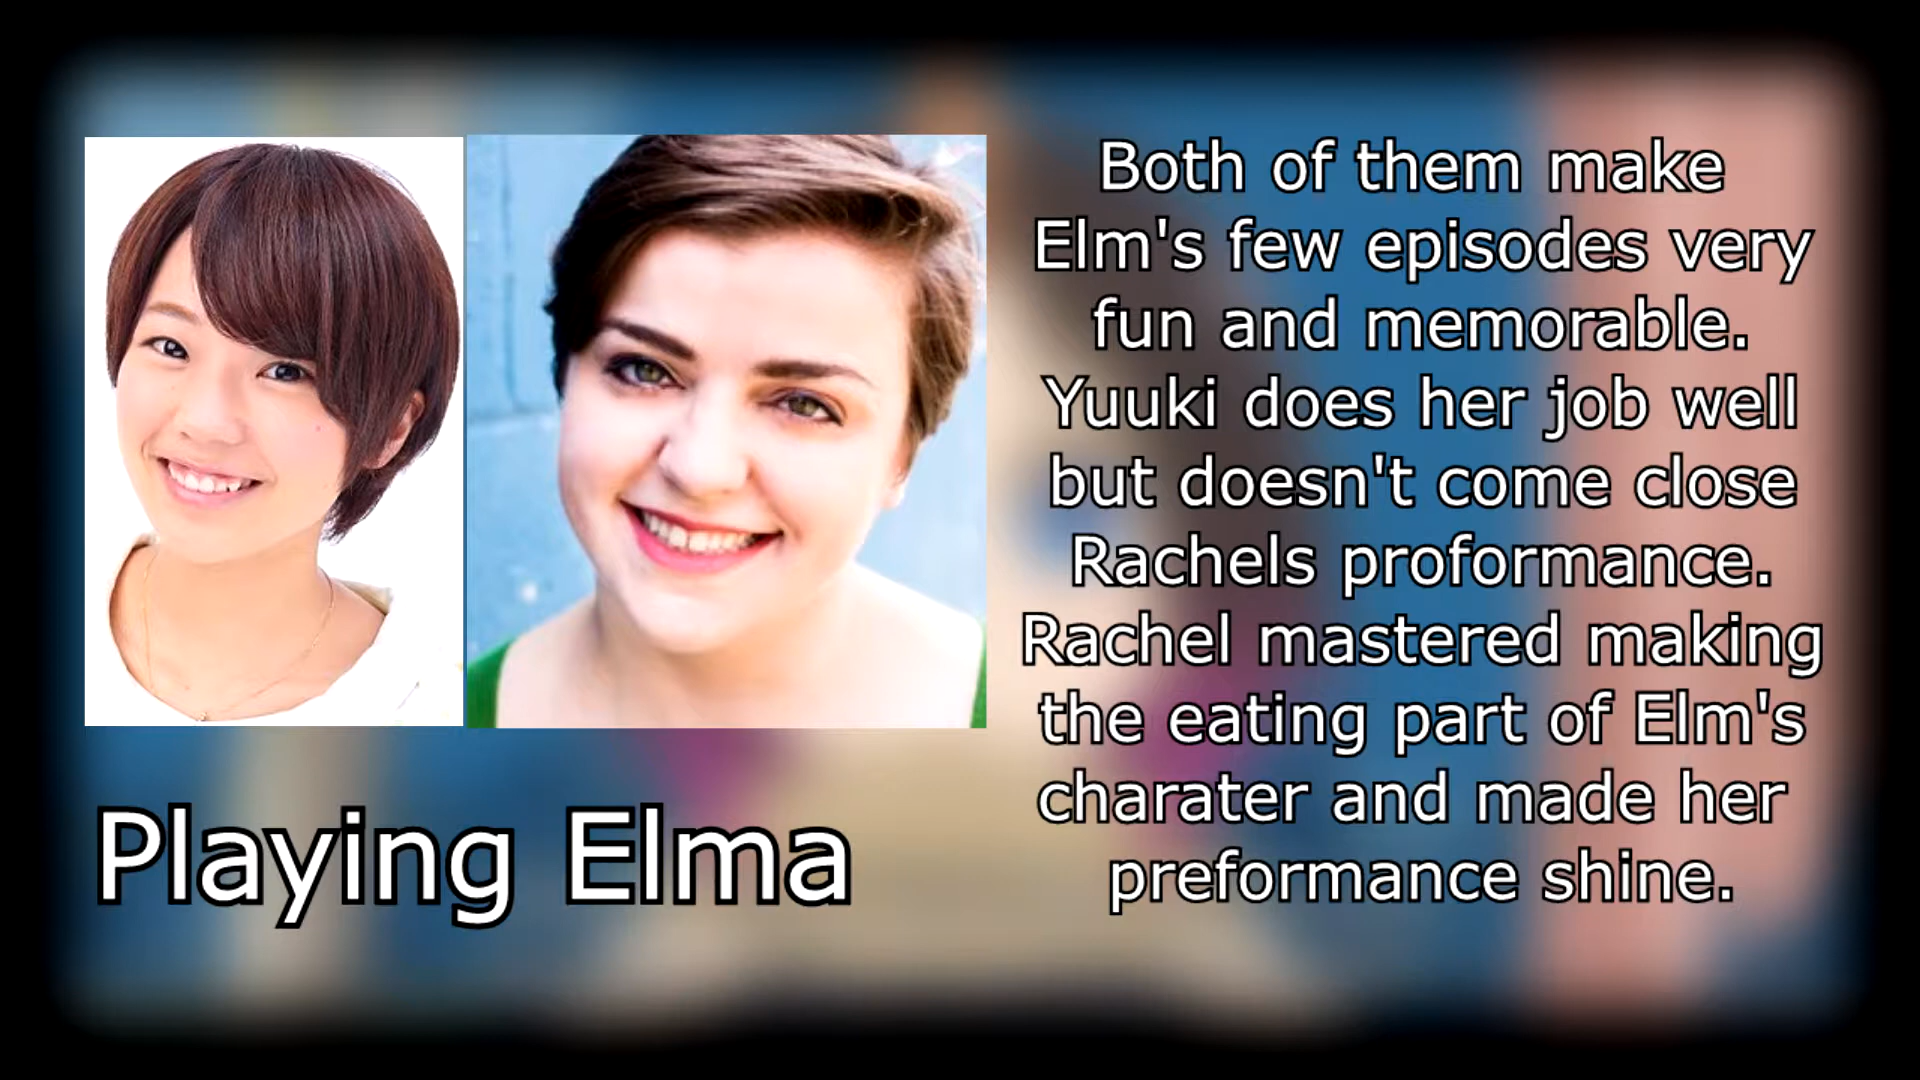 Both of them make
Elm's few episodes very
fun and memorable.
Yuuki does her job well
but doesn't come close
Rachels proformance.
Rachel mastered making
the eating part of Elm's
charater and made her
preformance shine.
Playing Elma